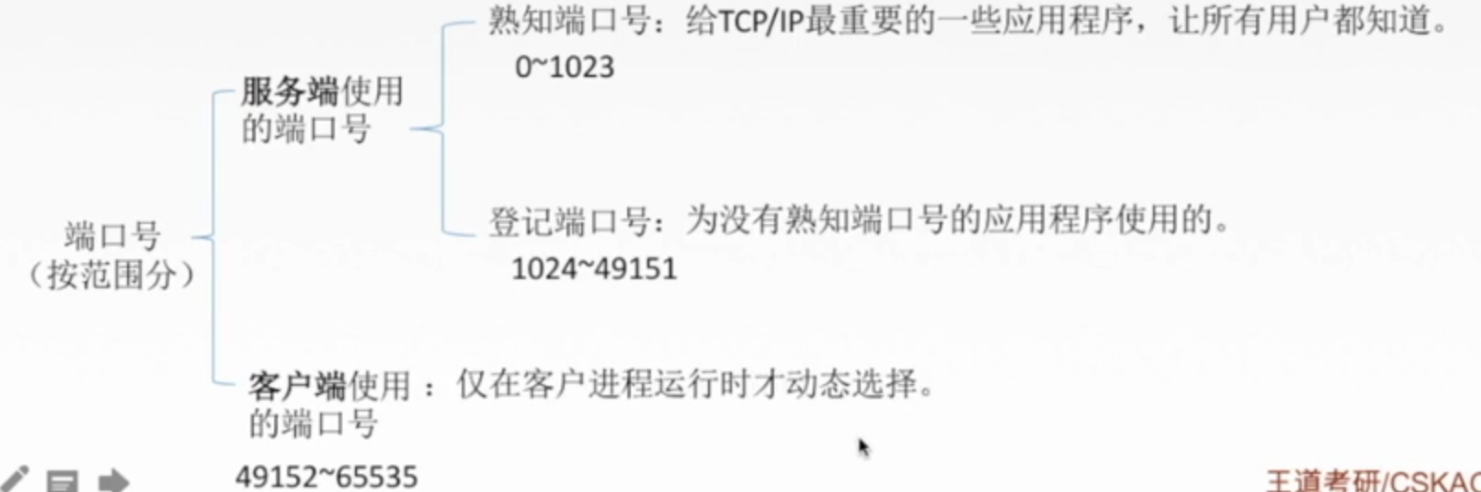 熟知端口号：给TCP/IP最重要的一些应用程序，让所有用户都知道。
0~1023
服务端使用
的端口号
登记端口号：为没有熟知端口号的应用程序使用的。
1024~49151
端口号
（按范围分）
客户端使用：仅在客户进程运行时才动态选择。
的端口号
49152~65535
王道考研/CSKAO